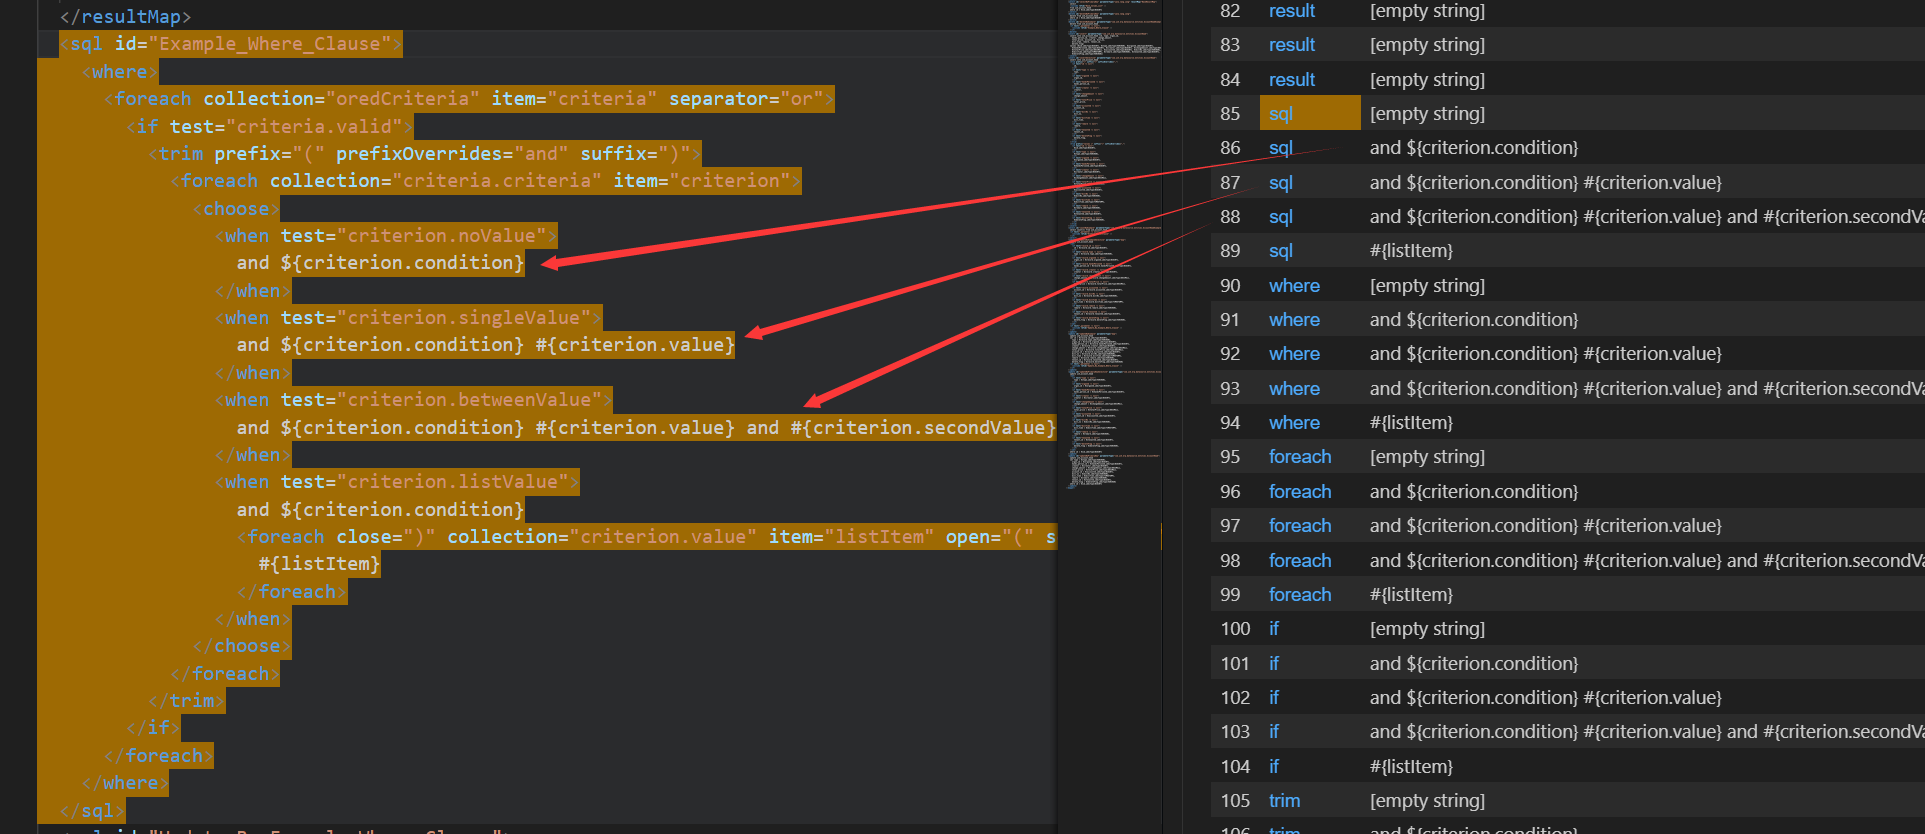 </resultMap>
<sql id="Example_Where_Clause">
<where>
<foreach collection="oredCriteria" item="criteria" separator="or">
<if test="criteria.valid">
<trim prefix="(" prefixOverrides="and" suffix=")">
<foreach collection="criteria.criteria" item="criterion">
<choose>
<when test="criterion.noValue">
and ${criterion.condition}
</when>
<when test="criterion.singleValue">
and ${criterion.condition} #{criterion.value}
</when>
<when test="criterion.betweenValue">
and ${criterion.condition} #{criterion.value} and #{criterion.secondValue}
</when>
<when test="criterion.listValue">
and ${criterion.condition}
<foreach close=")" collection="criterion.value" item="listItem" open="(" s
#{listItem}
</foreach>
</when>
</choose>
</foreach>
</trim>
</if>
</foreach>
</where>
</sql>
82 result [empty string]
83 result [empty string]
84 result [empty string]
85 sql [empty string]
86 sql and ${criterion.condition}
87 sql and ${criterion.condition} #{criterion.value}
88 sql and ${criterion.condition} #{criterion.value} and #{criterion.secondVa
89 sql #{listItem}
90 where [empty string]
91 where and ${criterion.condition}
92 where and ${criterion.condition} #{criterion.value}
93 where and ${criterion.condition} #{criterion.value} and #{criterion.secondVa
94 where #{listItem}
95 foreach [empty string]
96 foreach and ${criterion.condition}
97 foreach and ${criterion.condition} #{criterion.value}
98 foreach and ${criterion.condition} #{criterion.value} and #{criterion.secondVa
99 foreach #{listItem}
100 if [empty string]
101 if and ${criterion.condition}
102 if and ${criterion.condition} #{criterion.value}
103 if and ${criterion.condition} #{criterion.value} and #{criterion.secondVa
104 if #{listItem}
105 trim [empty string]
106 trim and ${criterion.condition}